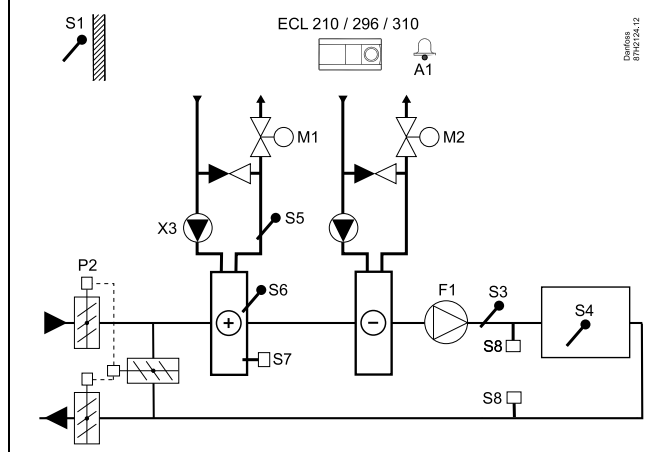 S1
ECL 210 / 296 / 310
A1
Danfoss
87H2124.12
M1
M2
X3
S5
P2
S6
F1
S3
S4
+
−
S7
S8
S8